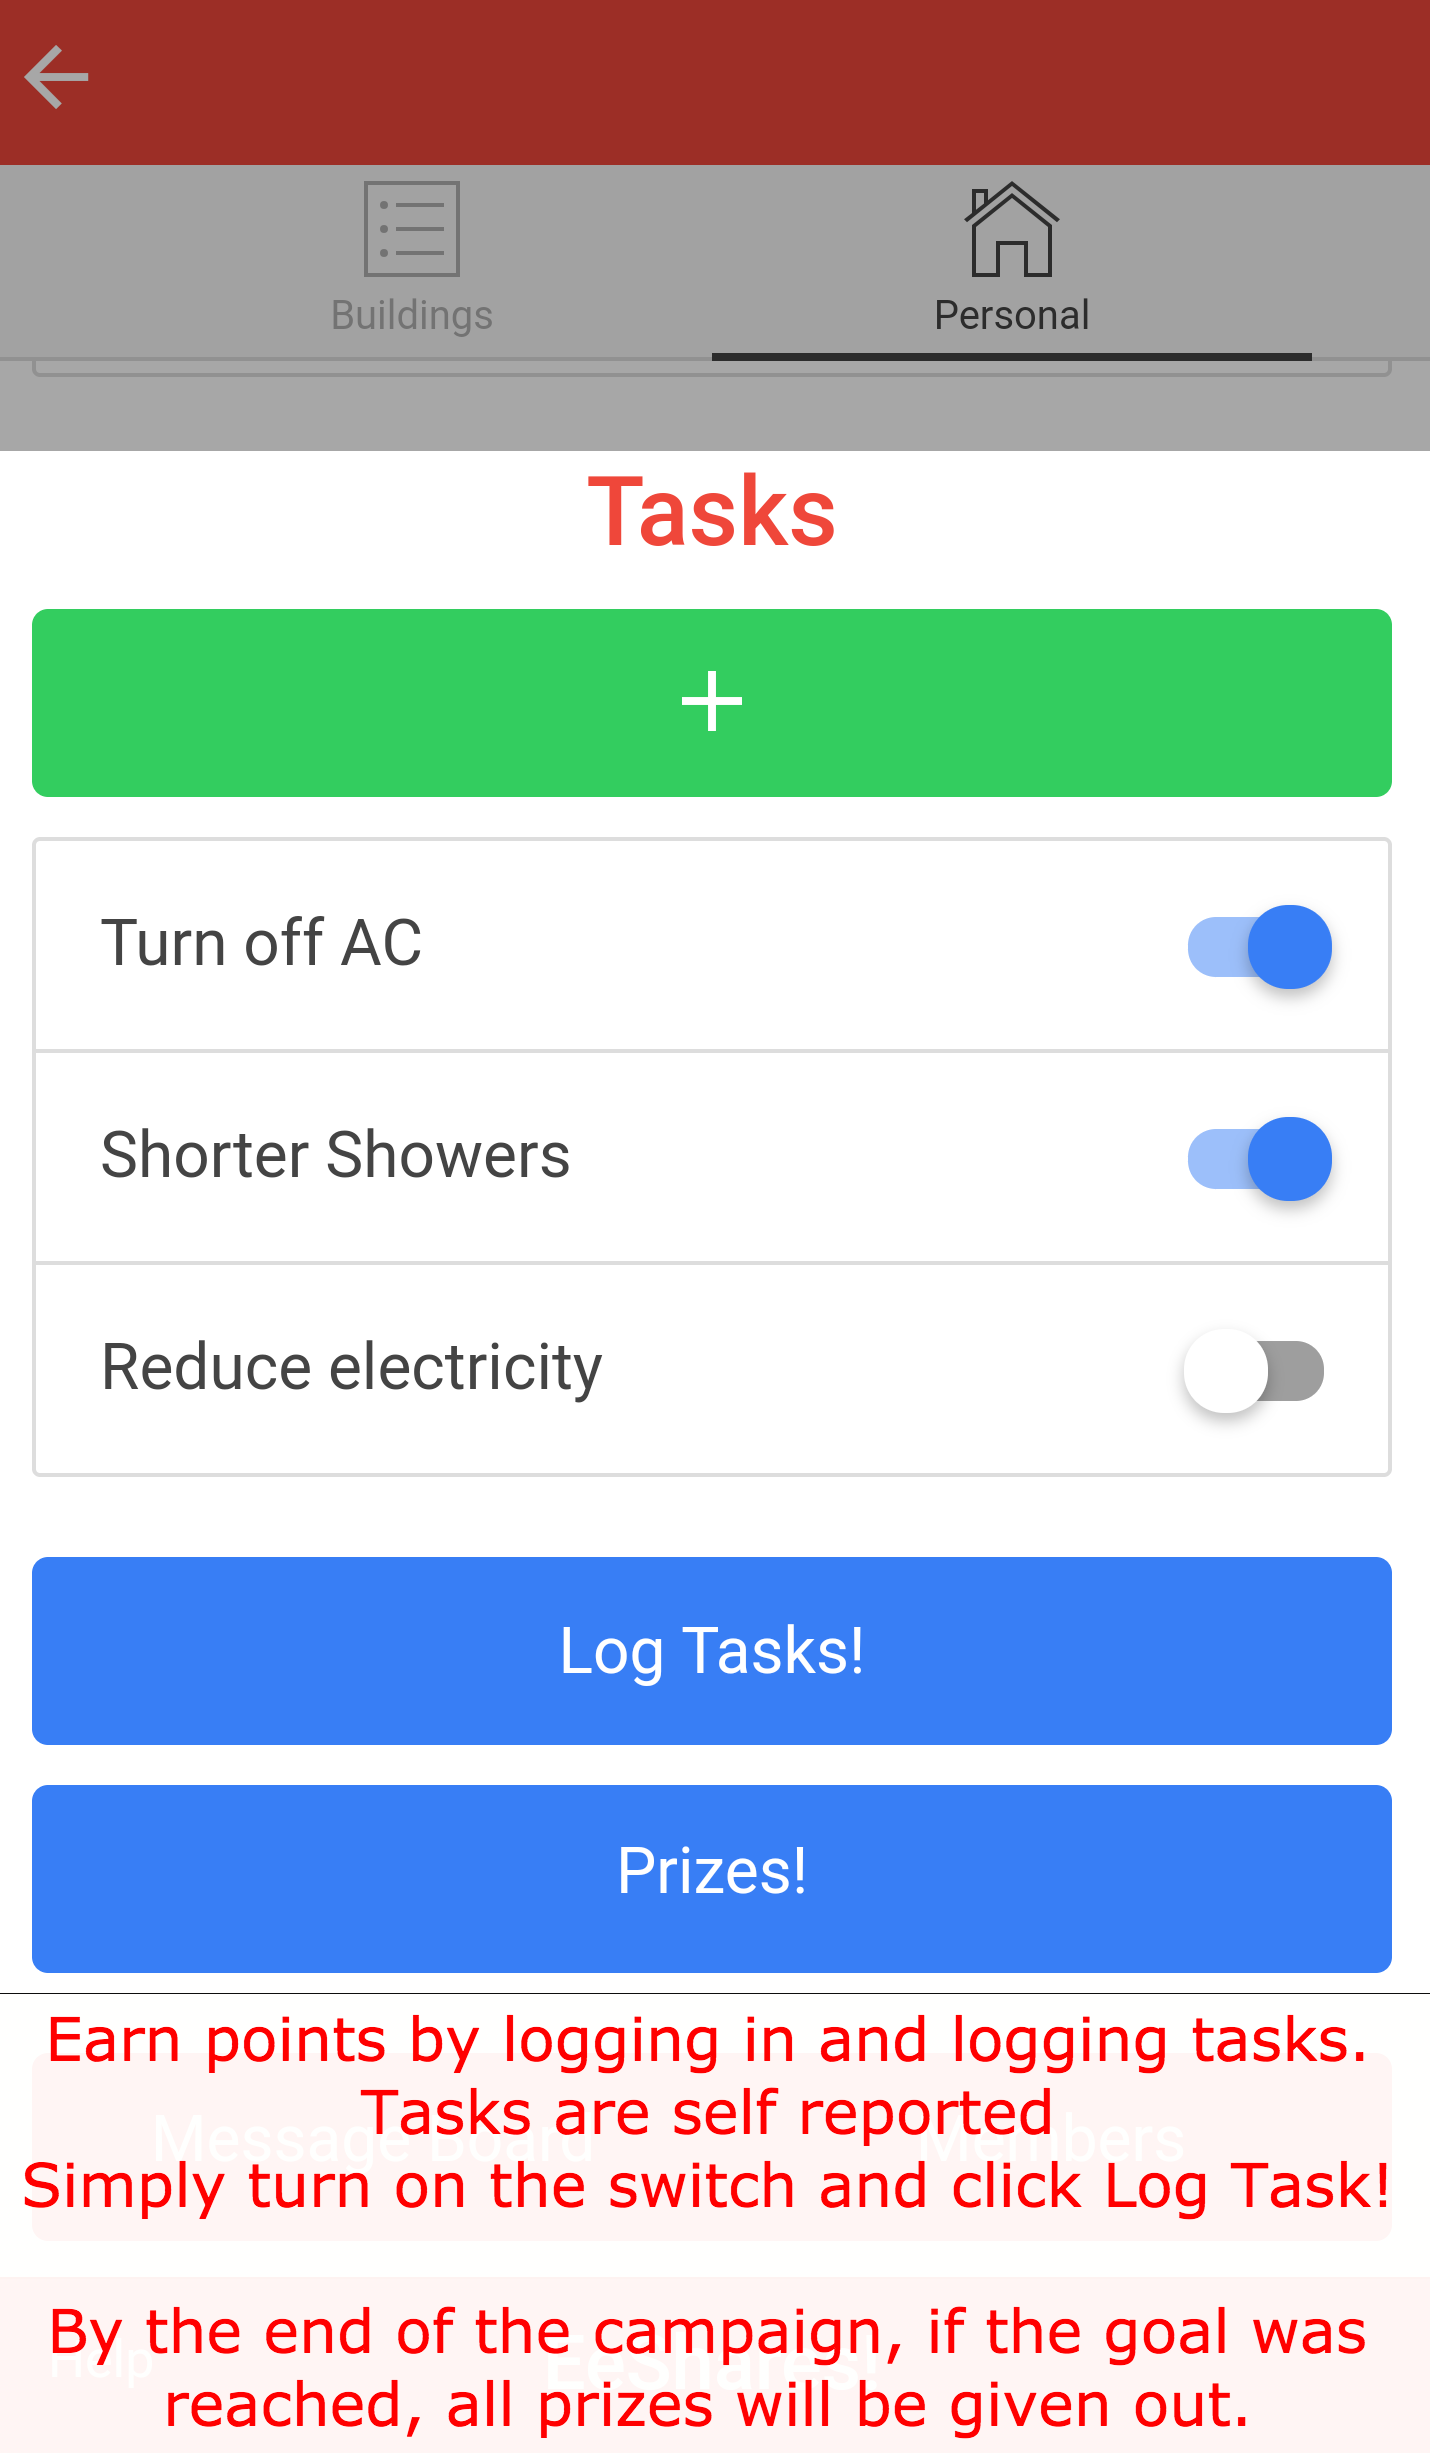 Buildings
Personal
Tasks
+
Turn off AC
Shorter Showers
Reduce electricity
Log Tasks!
Prizes!
Earn points by logging in and logging tasks.
Tasks are self reported
Message Board
Members
Simply turn on the switch and click Log Task!
By the end of the campaign, if the goal was
Help
reached, all prizes will be given out.